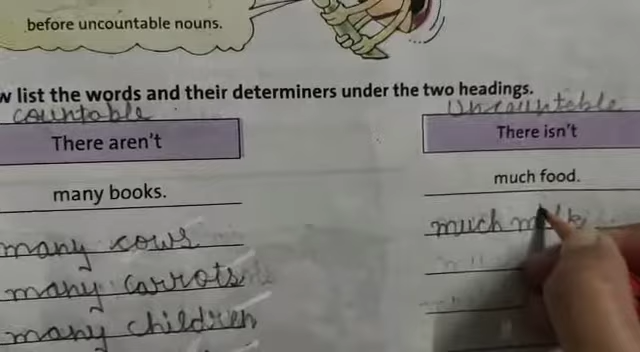 before uncountable nouns.
w list the words and their determiners under the two headings.
countable
Uncountable
There aren't
There isn't
many books.
much food.
many cows
much milk
many carrots
many children